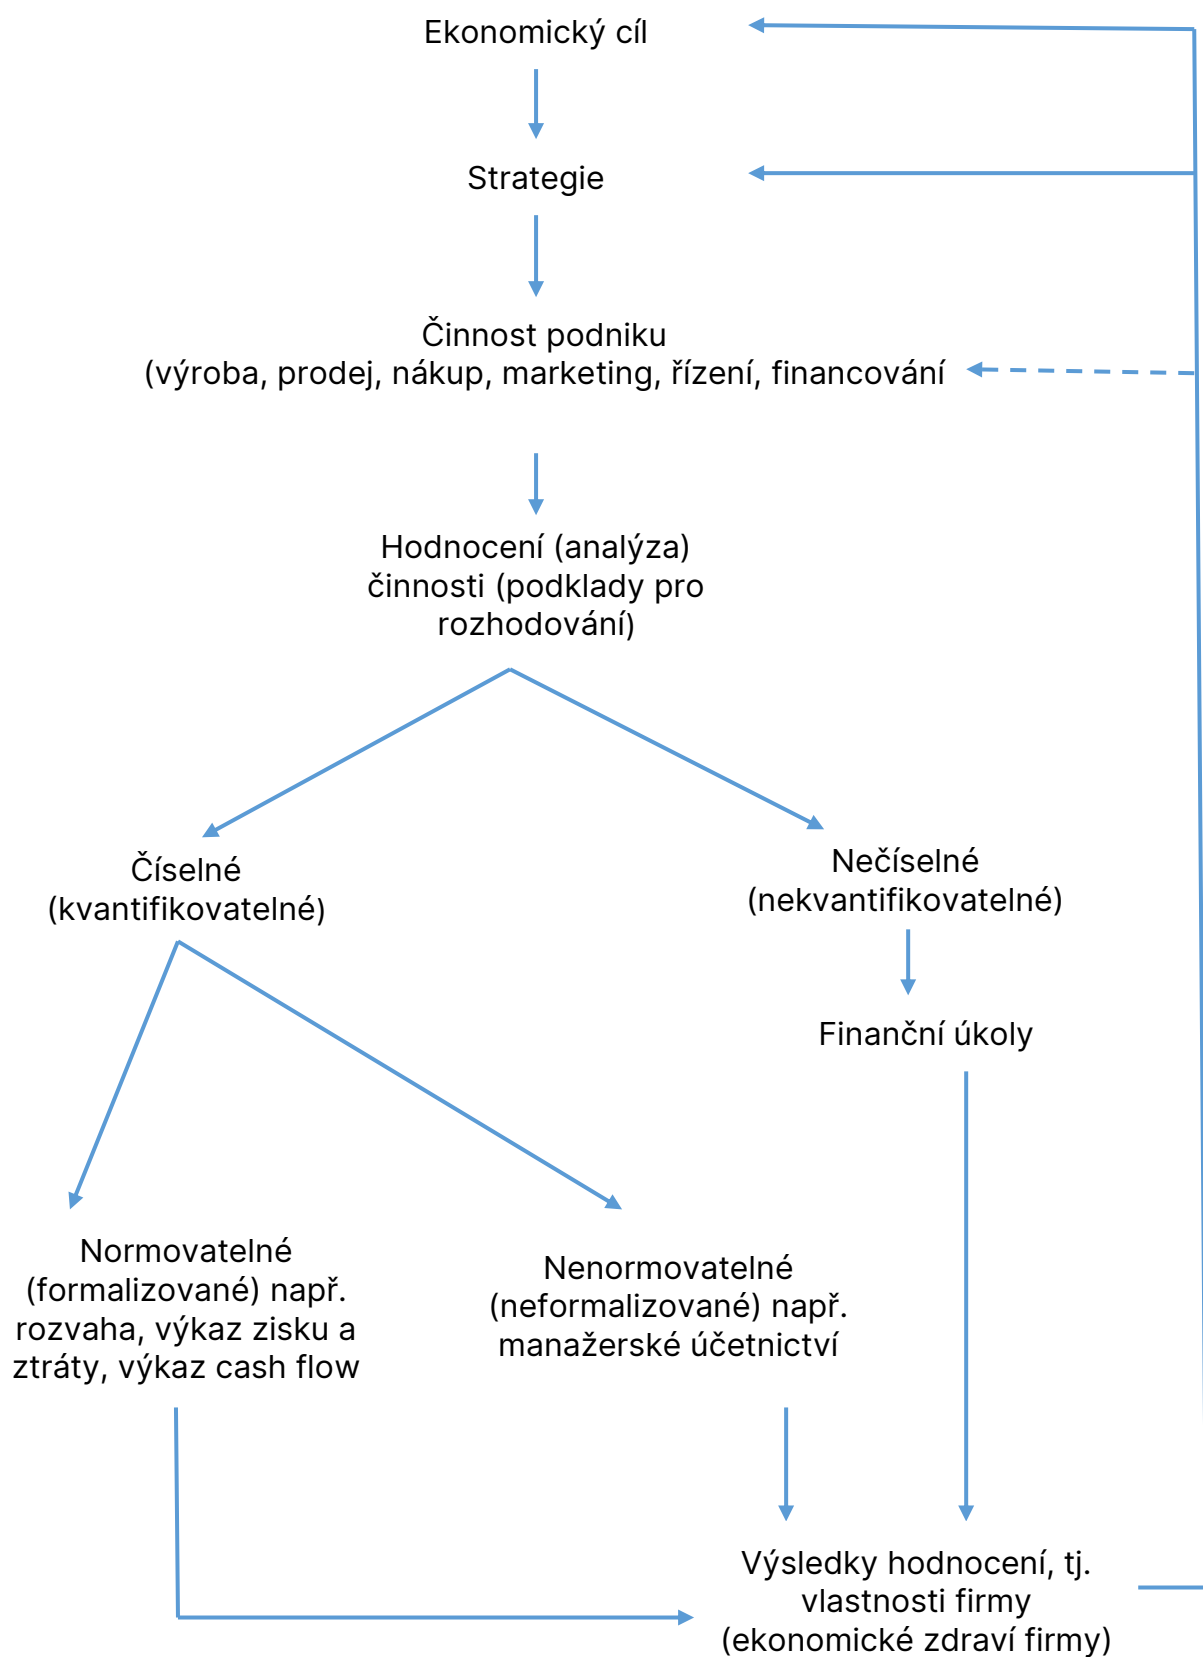 Ekonomický cíl
Strategie
Činnost podniku
(výroba, prodej, nákup, marketing, řízení, financování
Hodnocení (analýza)
činnosti (podklady pro
rozhodování)
Číselné
(kvantifikovatelné)
Nečíselné
(nekvantifikovatelné)
Finanční úkoly
Normovatelné
(formalizované) např.
rozvaha, výkaz zisku a
ztráty, výkaz cash flow
Nenormovatelné
(neformalizované) např.
manažerské účetnictví
Výsledky hodnocení, tj.
vlastnosti firmy
(ekonomické zdraví firmy)